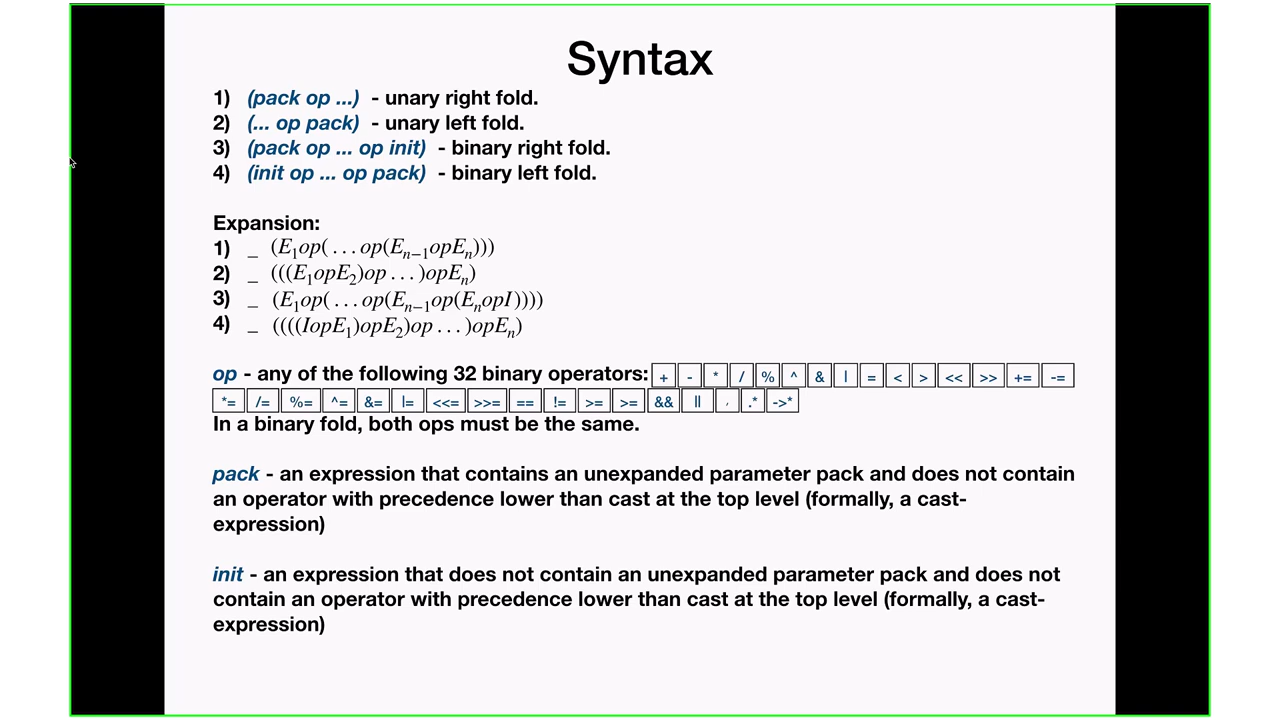 Syntax
1) (pack op ...) - unary right fold.
2) (... op pack) - unary left fold.
3) (pack op ... op init) - binary right fold.
4) (init op ... op pack) - binary left fold.
Expansion:
1) _ (E₁op( . . . op(Eₙ₋₁opEₙ)))
2) _ (((E₁opE₂)op . . . )opEₙ)
3) _ (E₁op( . . . op(Eₙ₋₁op(EₙopI))))
4) _ ((((IopE₁)opE₂)op . . . )opEₙ)
op - any of the following 32 binary operators: + - * / % ^ & | = < > << >> += -=
*= /= %= ^= &= |= <<= >>= == != >= >= && || , .* ->*
In a binary fold, both ops must be the same.
pack - an expression that contains an unexpanded parameter pack and does not contain
an operator with precedence lower than cast at the top level (formally, a cast-
expression)
init - an expression that does not contain an unexpanded parameter pack and does not
contain an operator with precedence lower than cast at the top level (formally, a cast-
expression)